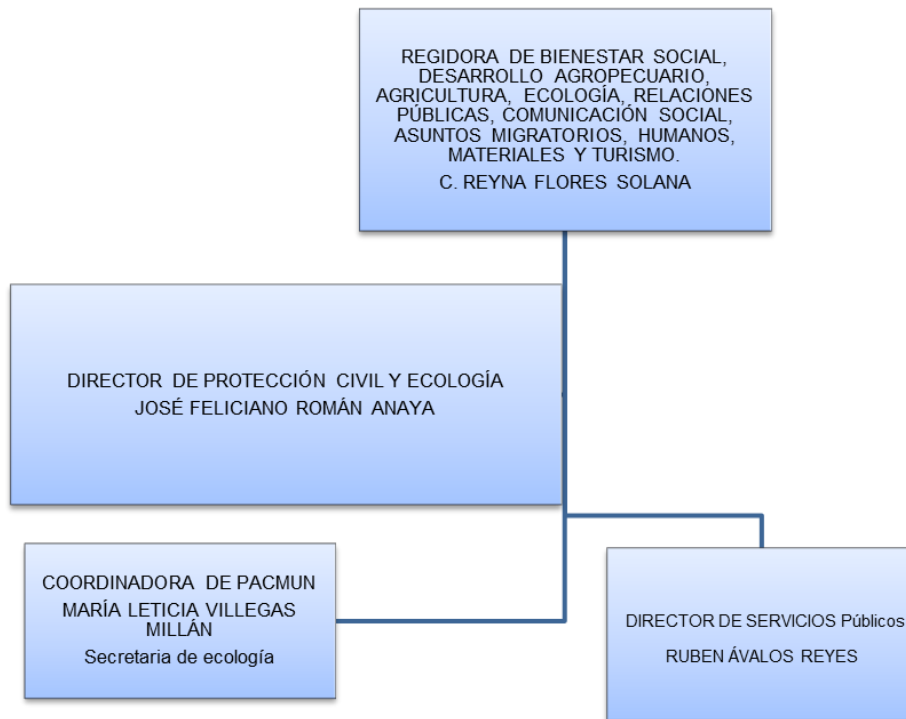 REGIDORA DE BIENESTAR SOCIAL,
DESARROLLO AGROPECUARIO,
AGRICULTURA, ECOLOGÍA, RELACIONES
PÚBLICAS, COMUNICACIÓN SOCIAL,
ASUNTOS MIGRATORIOS, HUMANOS,
MATERIALES Y TURISMO.
C. REYNA FLORES SOLANA
DIRECTOR DE PROTECCIÓN CIVIL Y ECOLOGÍA
JOSÉ FELICIANO ROMÁN ANAYA
COORDINADORA DE PACMUN
MARÍA LETICIA VILLEGAS
MILLÁN
Secretaria de ecología
DIRECTOR DE SERVICIOS Públicos
RUBEN ÁVALOS REYES